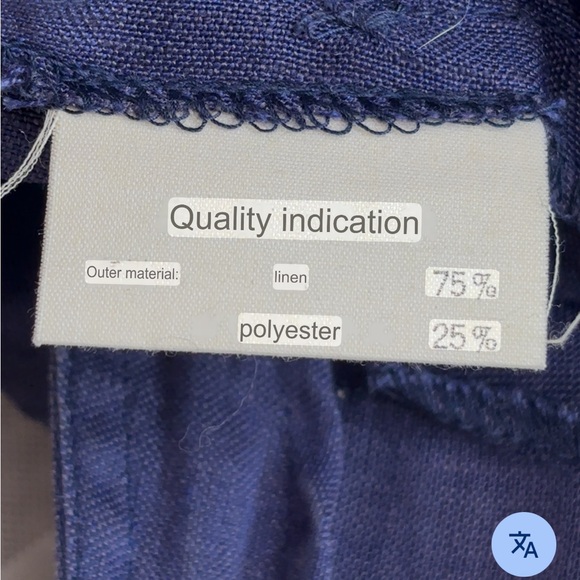 Quality indication
Outer material: linen 75%
polyester 25%